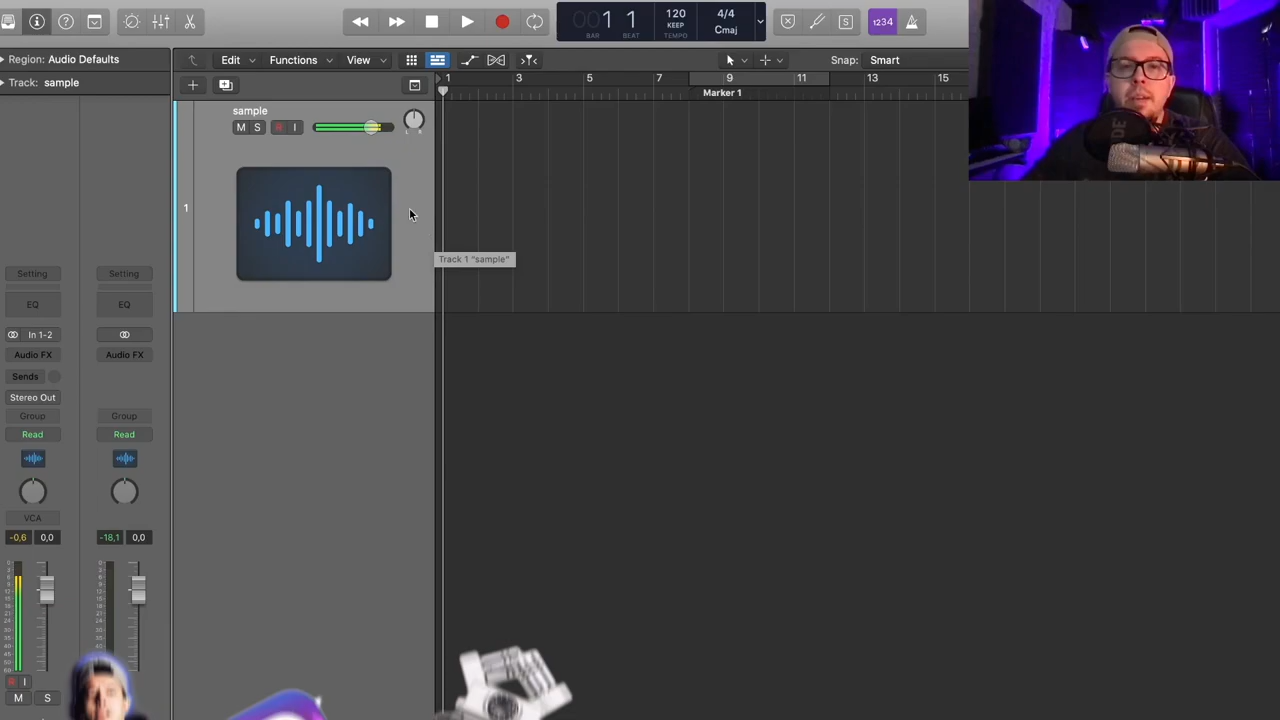 001 1
BAR BEAT
120
KEEP
TEMPO
4/4
Cmaj
S
1234
Region: Audio Defaults
Edit Functions View
Snap: Smart
Track: sample
1 3 5 7 9 11 13 15
Marker 1
sample
M S R I
L R
1
Track 1 "sample"
Setting Setting
EQ EQ
In 1-2
Audio FX Audio FX
Sends
Stereo Out
Group Group
Read Read
VCA
-0,6 0,0 -18,1 0,0
R I
M S